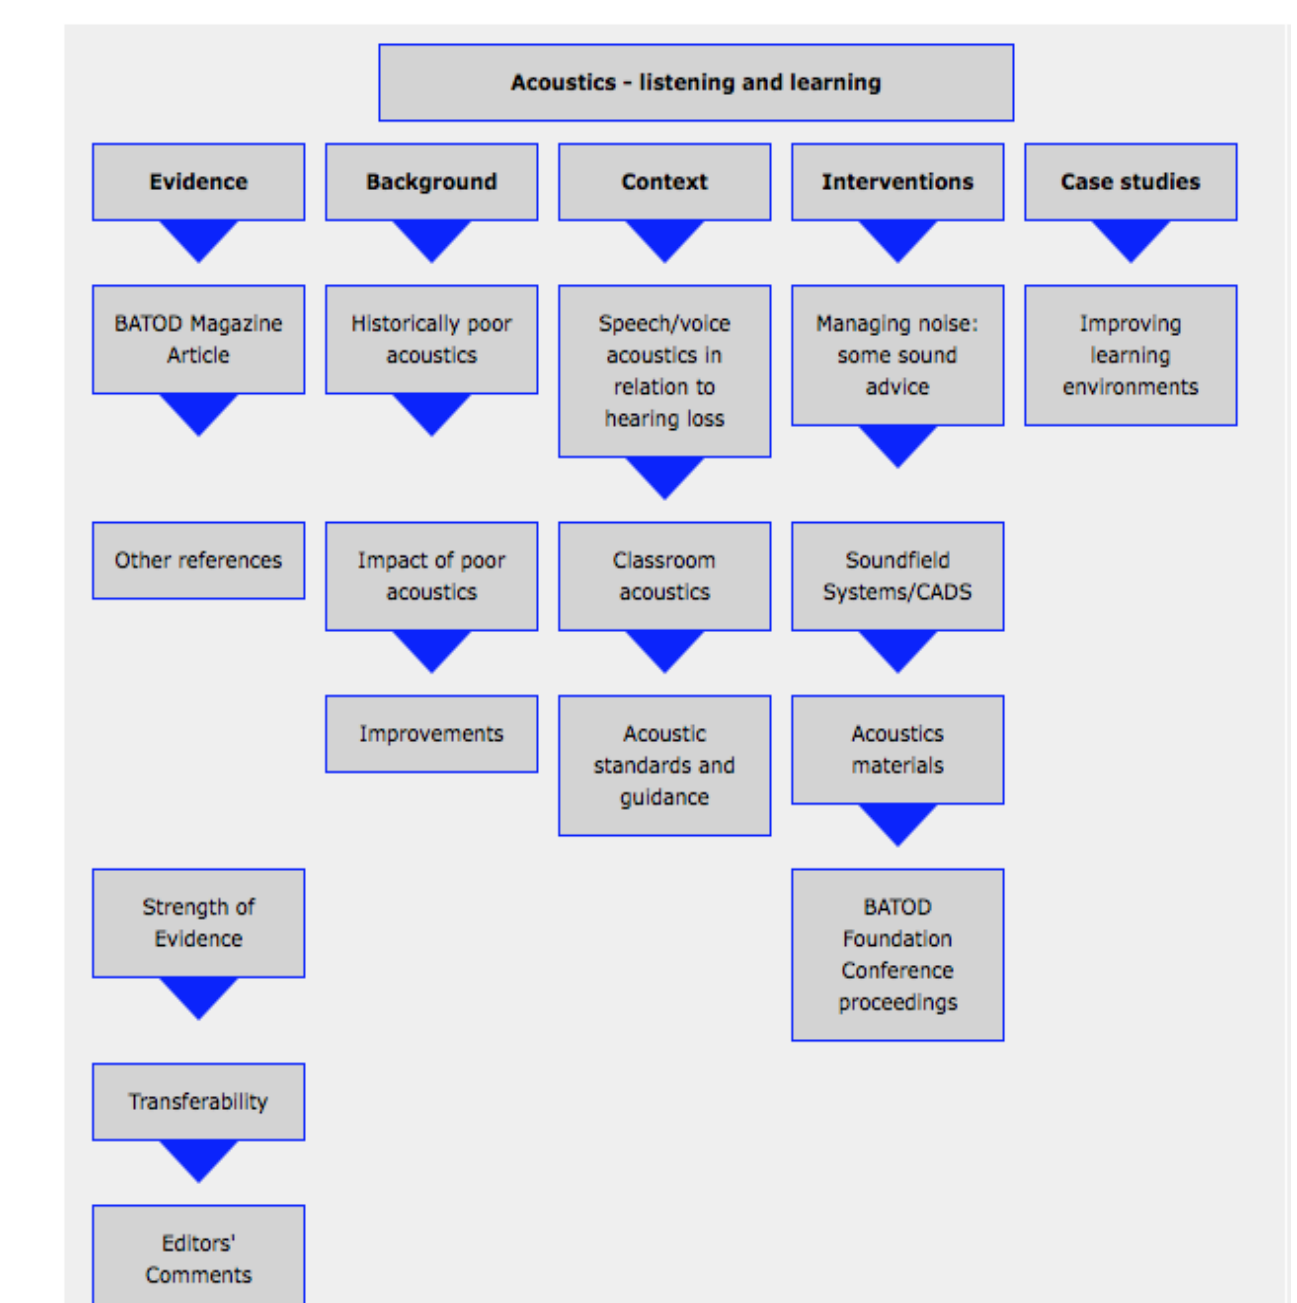 Acoustics - listening and learning
Evidence
Background
Context
Interventions
Case studies
BATOD Magazine
Article
Historically poor
acoustics
Speech/voice
acoustics in
relation to
hearing loss
Managing noise:
some sound
advice
Improving
learning
environments
Other references
Impact of poor
acoustics
Classroom
acoustics
Soundfield
Systems/CADS
Improvements
Acoustic
standards and
guidance
Acoustics
materials
Strength of
Evidence
BATOD
Foundation
Conference
proceedings
Transferability
Editors'
Comments